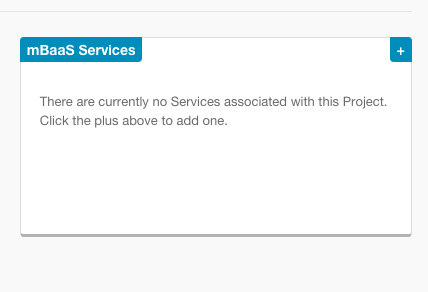 mBaaS Services
+
There are currently no Services associated with this Project.
Click the plus above to add one.